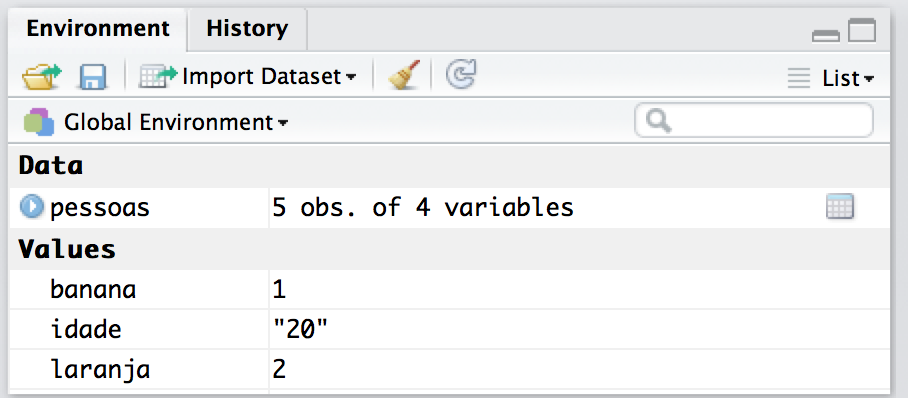 Environment History
Import Dataset List
Global Environment
Data
pessoas 5 obs. of 4 variables
Values
banana 1
idade "20"
laranja 2